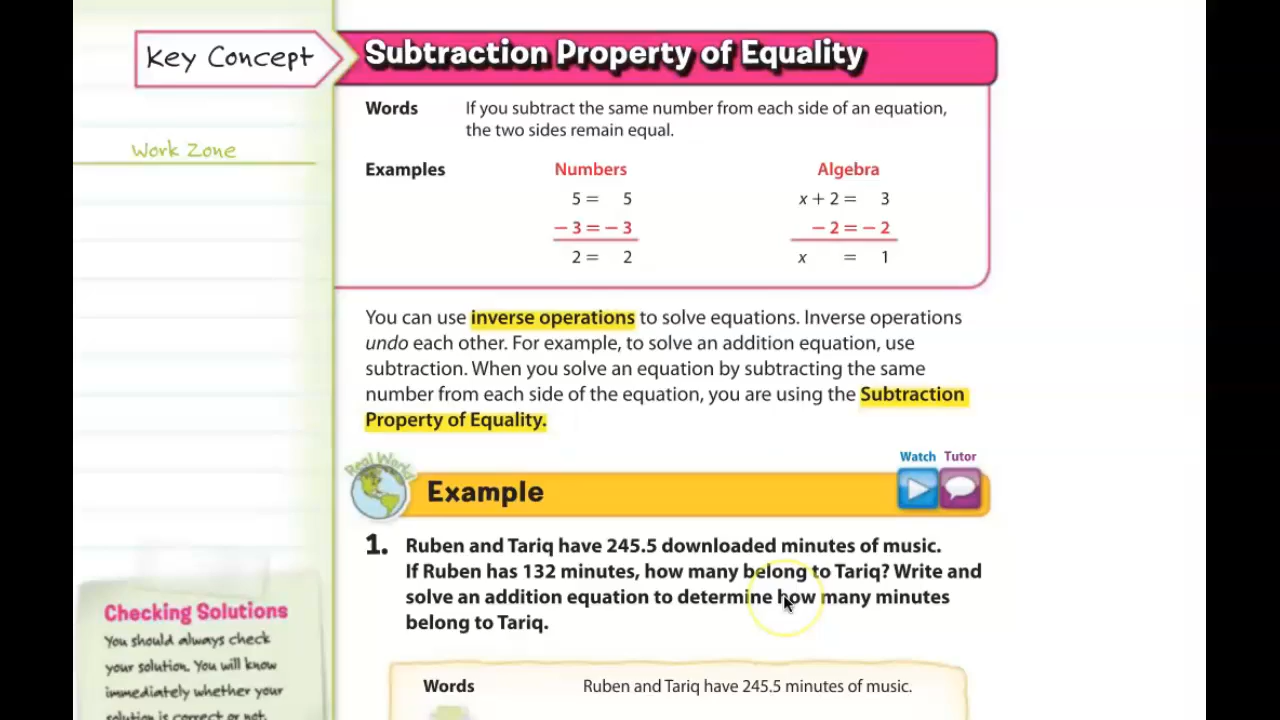 Key Concept
Subtraction Property of Equality
Work Zone
Words If you subtract the same number from each side of an equation,
the two sides remain equal.
Examples Numbers Algebra
5 = 5 x + 2 = 3
− 3 = − 3 − 2 = − 2
2 = 2 x = 1
You can use inverse operations to solve equations. Inverse operations
undo each other. For example, to solve an addition equation, use
subtraction. When you solve an equation by subtracting the same
number from each side of the equation, you are using the Subtraction
Property of Equality.
Watch Tutor
Real World
Example
1. Ruben and Tariq have 245.5 downloaded minutes of music.
If Ruben has 132 minutes, how many belong to Tariq? Write and
solve an addition equation to determine how many minutes
belong to Tariq.
Checking Solutions
You should always check
your solution. You will know
immediately whether your
solution is correct or not.
Words Ruben and Tariq have 245.5 minutes of music.